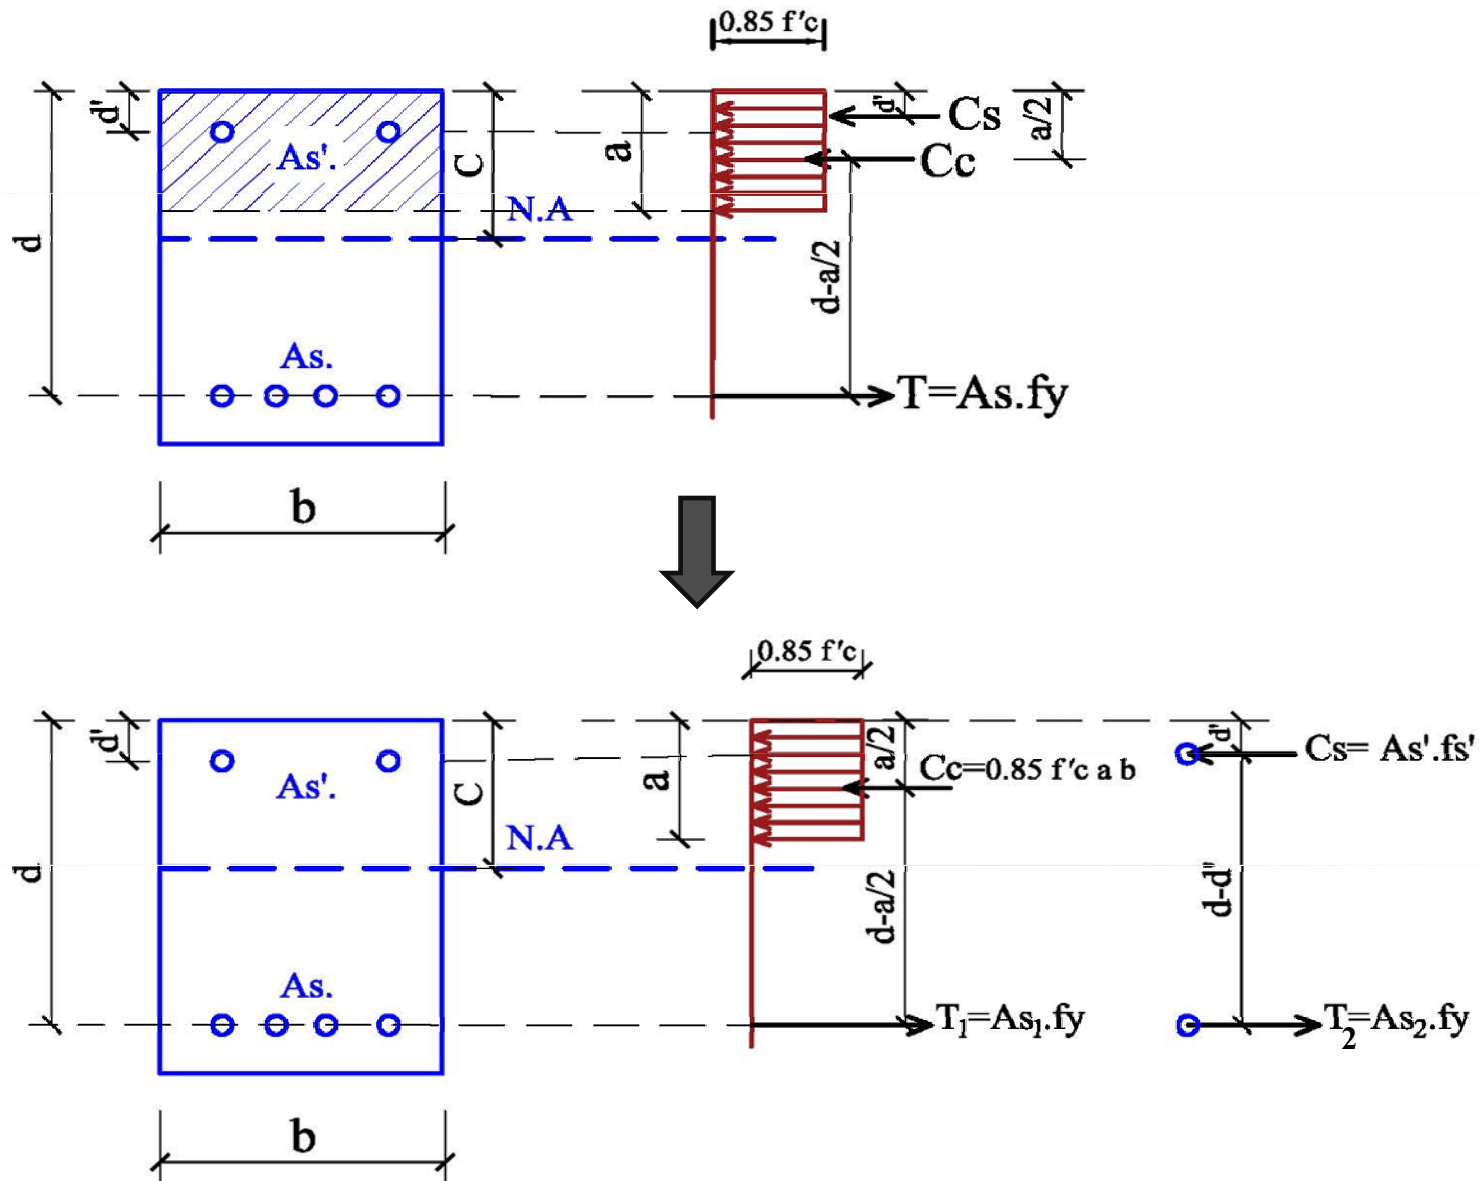 0.85 f'c
d'
As'.
C
a
d'
Cs
a/2
Cc
N.A
d
d-a/2
As.
T=As.fy
b
0.85 f'c
d'
As'.
C
a
a/2
Cc=0.85 f'c a b
d'
Cs= As'.fs'
N.A
d
d-a/2
d-d"
As.
T1=As1.fy
T2=As2.fy
b